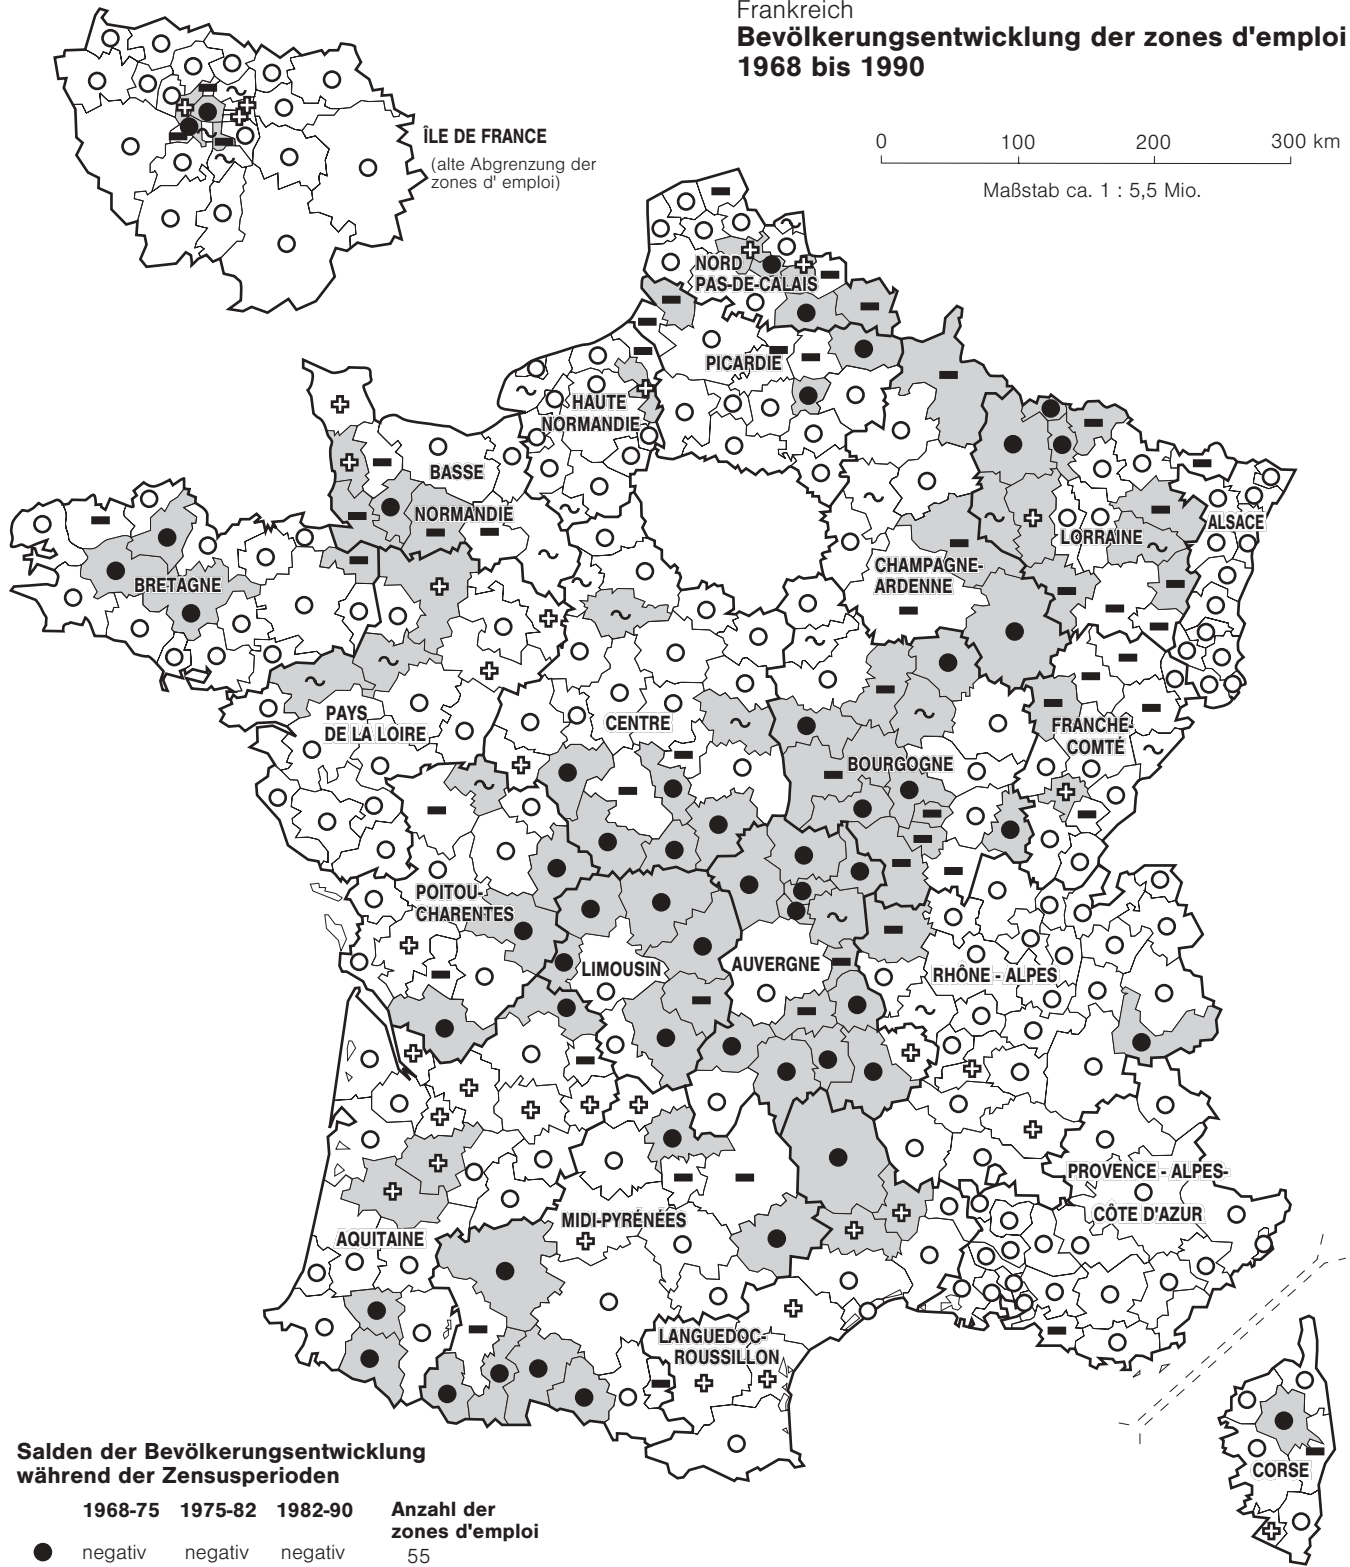 Frankreich
Bevölkerungsentwicklung der zones d'emploi
1968 bis 1990
ÎLE DE FRANCE
(alte Abgrenzung der
zones d' emploi)
0 100 200 300 km
Maßstab ca. 1 : 5,5 Mio.
NORD
PAS-DE-CALAIS
PICARDIE
HAUTE
NORMANDIE
BASSE
NORMANDIE
LORRAINE
ALSACE
CHAMPAGNE-
ARDENNE
BRETAGNE
PAYS
DE LA LOIRE
CENTRE
FRANCHE-
COMTÉ
BOURGOGNE
POITOU-
CHARENTES
LIMOUSIN
AUVERGNE
RHÔNE - ALPES
PROVENCE - ALPES-
CÔTE D'AZUR
MIDI-PYRÉNÉES
AQUITAINE
LANGUEDOC-
ROUSSILLON
CORSE
Salden der Bevölkerungsentwicklung
während der Zensusperioden
1968-75 1975-82 1982-90 Anzahl der
zones d'emploi
negativ negativ negativ 55